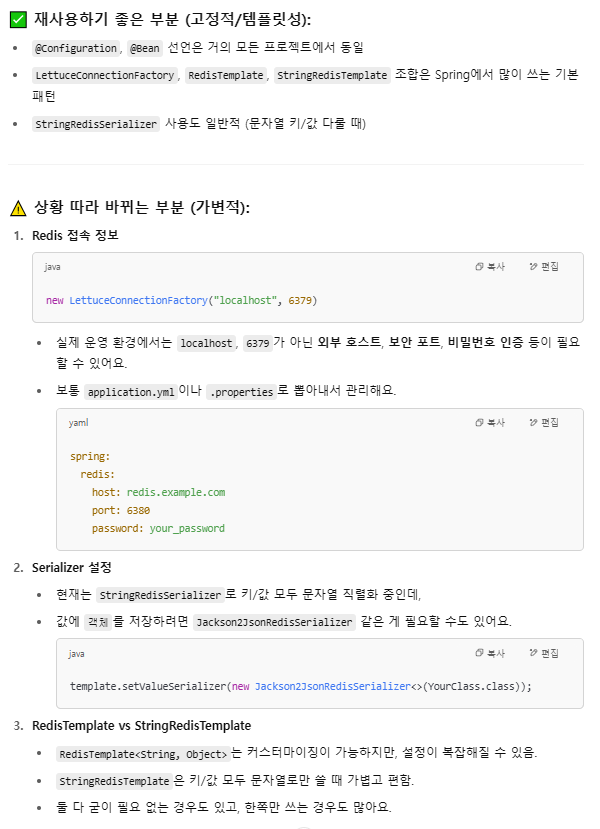 ✅ 재사용하기 좋은 부분 (고정적/템플릿성):
• @Configuration, @Bean 선언은 거의 모든 프로젝트에서 동일
• LettuceConnectionFactory, RedisTemplate, StringRedisTemplate 조합은 Spring에서 많이 쓰는 기본
패턴
• StringRedisSerializer 사용도 일반적 (문자열 키/값 다룰 때)
⚠️ 상황 따라 바뀌는 부분 (가변적):
1. Redis 접속 정보
java 복사 편집
new LettuceConnectionFactory("localhost", 6379)
• 실제 운영 환경에서는 localhost, 6379가 아닌 외부 호스트, 보안 포트, 비밀번호 인증 등이 필요
할 수 있어요.
• 보통 application.yml이나 .properties로 뽑아내서 관리해요.
yaml 복사 편집
spring:
  redis:
    host: redis.example.com
    port: 6380
    password: your_password
2. Serializer 설정
• 현재는 StringRedisSerializer로 키/값 모두 문자열 직렬화 중인데,
• 값에 객체를 저장하려면 Jackson2JsonRedisSerializer 같은 게 필요할 수도 있어요.
java 복사 편집
template.setValueSerializer(new Jackson2JsonRedisSerializer<>(YourClass.class));
3. RedisTemplate vs StringRedisTemplate
• RedisTemplate<String, Object>는 커스터마이징이 가능하지만, 설정이 복잡해질 수 있음.
• StringRedisTemplate은 키/값 모두 문자열로만 쓸 때 가볍고 편함.
• 둘 다 굳이 필요 없는 경우도 있고, 한쪽만 쓰는 경우도 많아요.